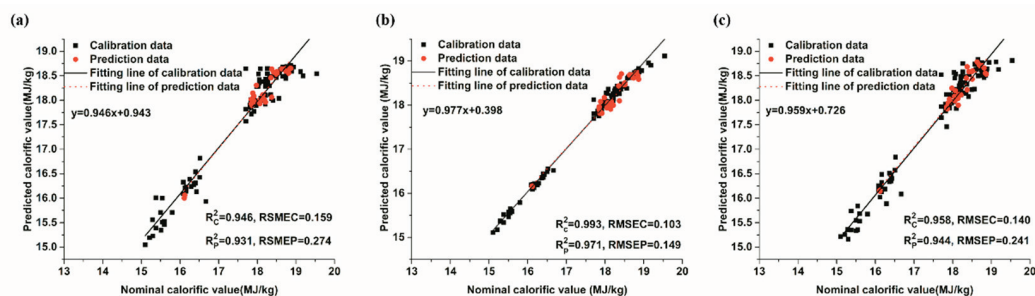 (a)
Calibration data
Prediction data
Fitting line of calibration data
Fitting line of prediction data
y=0.946x+0.943
R²C=0.946, RSMEC=0.159
R²P=0.931, RSMEP=0.274
Predicted calorific value(MJ/kg)
19.0
18.5
18.0
17.5
17.0
16.5
16.0
15.5
15.0
13 14 15 16 17 18 19 20
Nominal calorific value(MJ/kg)
(b)
Calibration data
Prediction data
Fitting line of calibration data
Fitting line of prediction data
y=0.977x+0.398
R²C=0.993, RMSEC=0.103
R²P=0.971, RMSEP=0.149
Predicted calorific value(MJ/kg)
19
18
17
16
15
13 14 15 16 17 18 19 20
Nominal calorific value (MJ/kg)
(c)
Calibration data
Prediction data
Fitting line of calibration data
Fitting line of prediction data
y=0.959x+0.726
R²C=0.958, RMSEC=0.140
R²P=0.944, RMSEP=0.241
Predicted calorific value(MJ/kg)
19.0
18.5
18.0
17.5
17.0
16.5
16.0
15.5
15.0
13 14 15 16 17 18 19 20
Nominal calorific value(MJ/kg)